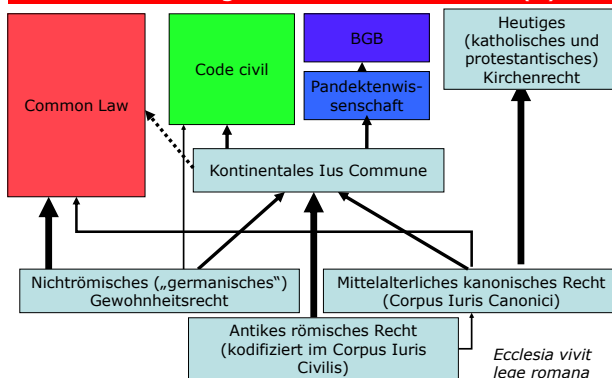 Heutiges
(katholisches und
protestantisches)
Kirchenrecht
BGB
Code civil
Pandektenwis-
senschaft
Common Law
Kontinentales Ius Commune
Nichtrömisches („germanisches")
Gewohnheitsrecht
Mittelalterliches kanonisches Recht
(Corpus Iuris Canonici)
Antikes römisches Recht
(kodifiziert im Corpus Iuris
Civilis)
Ecclesia vivit
lege romana